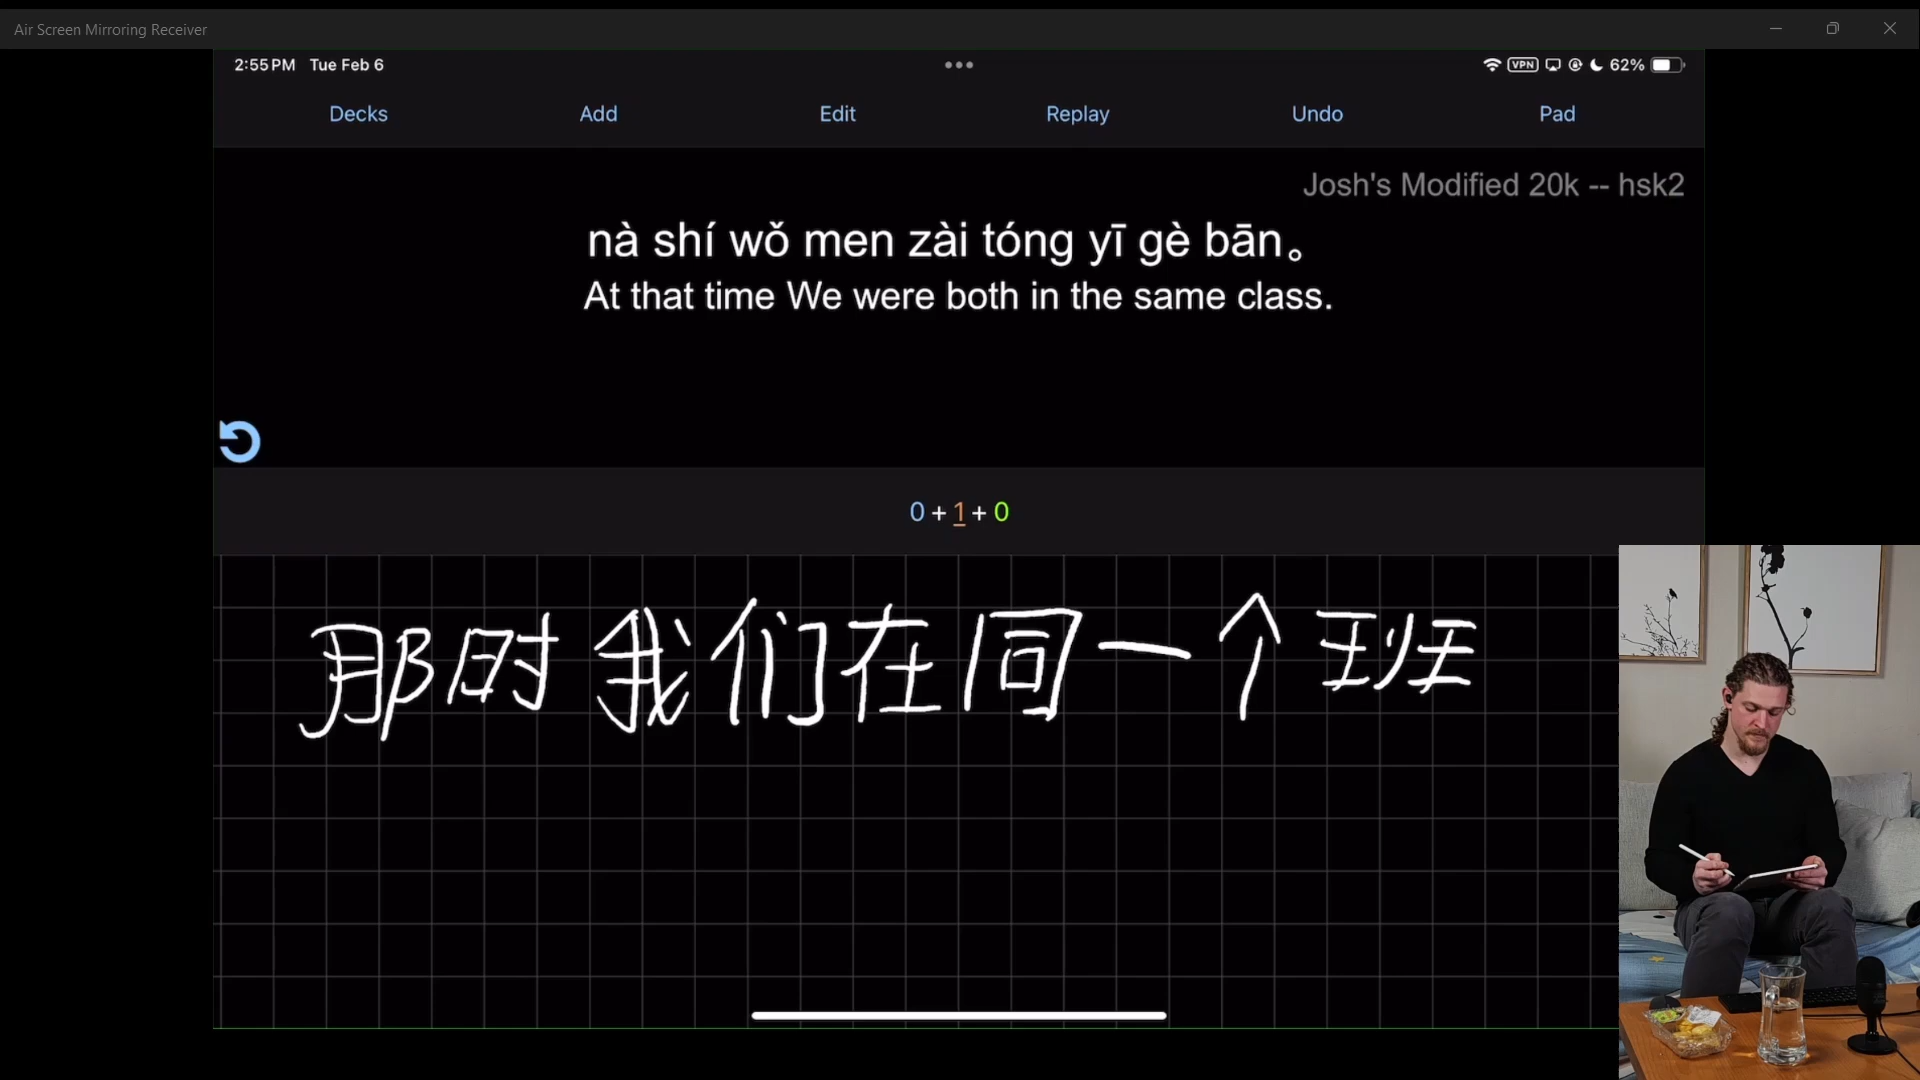 Air Screen Mirroring Receiver
2:55 PM Tue Feb 6
VPN 62%
Decks Add Edit Replay Undo Pad
Josh's Modified 20k -- hsk2
nà shí wǒ men zài tóng yī gè bān。
At that time We were both in the same class.
0 + 1 + 0
那时我们在同一个班